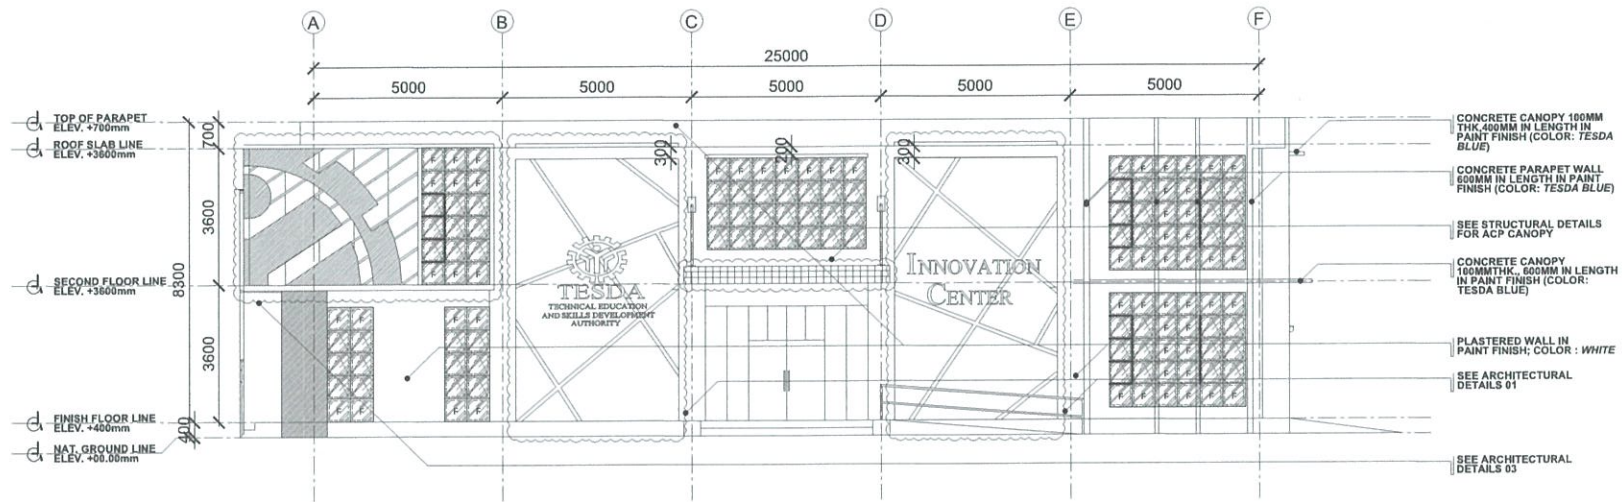 A B C D E F
25000
5000 5000 5000 5000 5000
TOP OF PARAPET
ELEV. +700mm
ROOF SLAB LINE
ELEV. +3600mm
SECOND FLOOR LINE
ELEV. +3600mm
FINISH FLOOR LINE
ELEV. +400mm
NAT. GROUND LINE
ELEV. +00.00mm
700
3600
3600
400
8300
300
200
300
TESDA
TECHNICAL EDUCATION
AND SKILLS DEVELOPMENT
AUTHORITY
INNOVATION
CENTER
CONCRETE CANOPY 100MM
THK,400MM IN LENGTH IN
PAINT FINISH (COLOR: TESDA
BLUE)
CONCRETE PARAPET WALL
600MM IN LENGTH IN PAINT
FINISH (COLOR: TESDA BLUE)
SEE STRUCTURAL DETAILS
FOR ACP CANOPY
CONCRETE CANOPY
100MMTHK., 600MM IN LENGTH
IN PAINT FINISH (COLOR:
TESDA BLUE)
PLASTERED WALL IN
PAINT FINISH; COLOR : WHITE
SEE ARCHITECTURAL
DETAILS 01
SEE ARCHITECTURAL
DETAILS 03